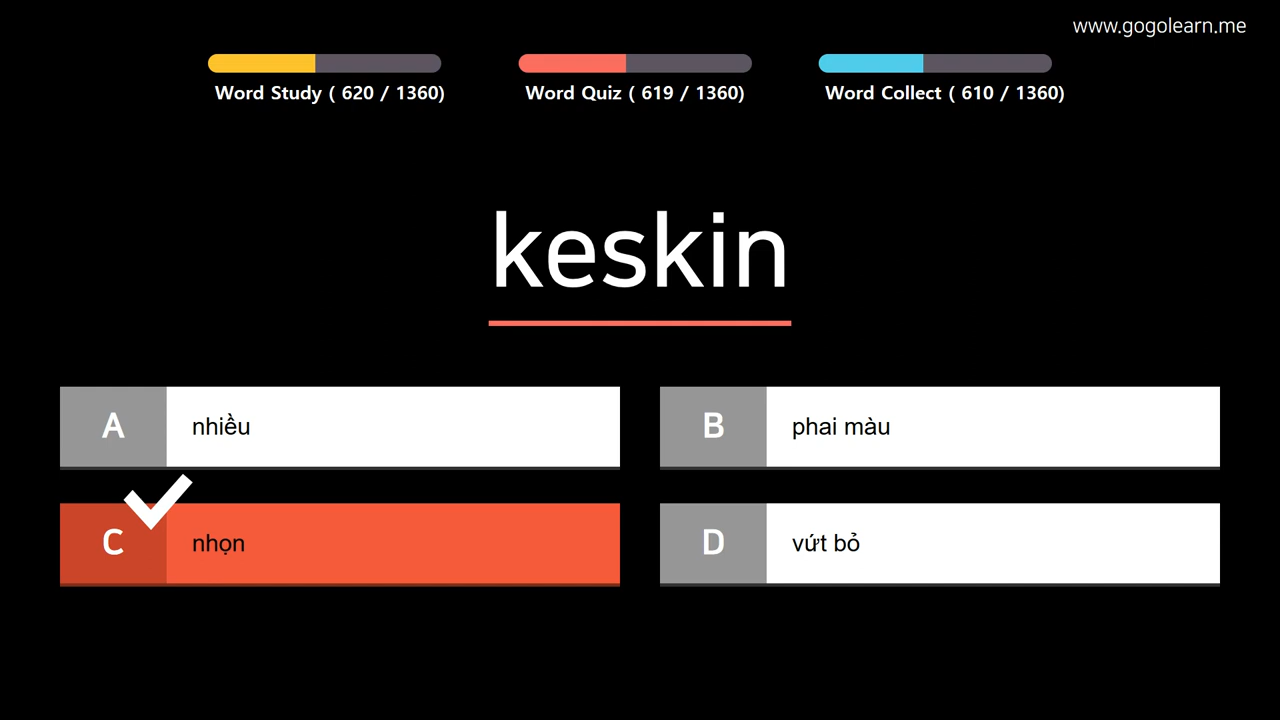 www.gogolearn.me
Word Study ( 620 / 1360)
Word Quiz ( 619 / 1360)
Word Collect ( 610 / 1360)
keskin
A nhiều
B phai màu
C nhọn
D vứt bỏ